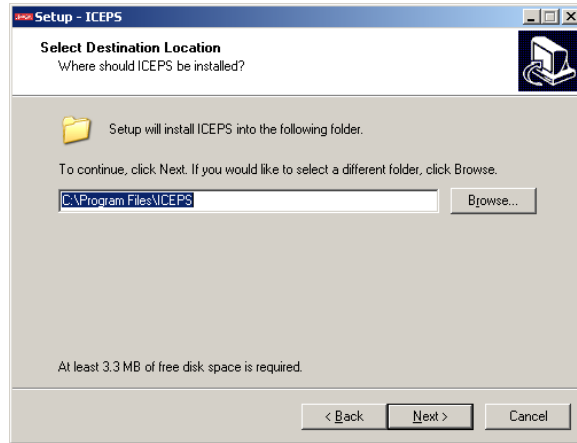 Setup - ICEPS
Select Destination Location
Where should ICEPS be installed?
Setup will install ICEPS into the following folder.
To continue, click Next. If you would like to select a different folder, click Browse.
C:\Program Files\ICEPS
Browse...
At least 3.3 MB of free disk space is required.
< Back
Next >
Cancel